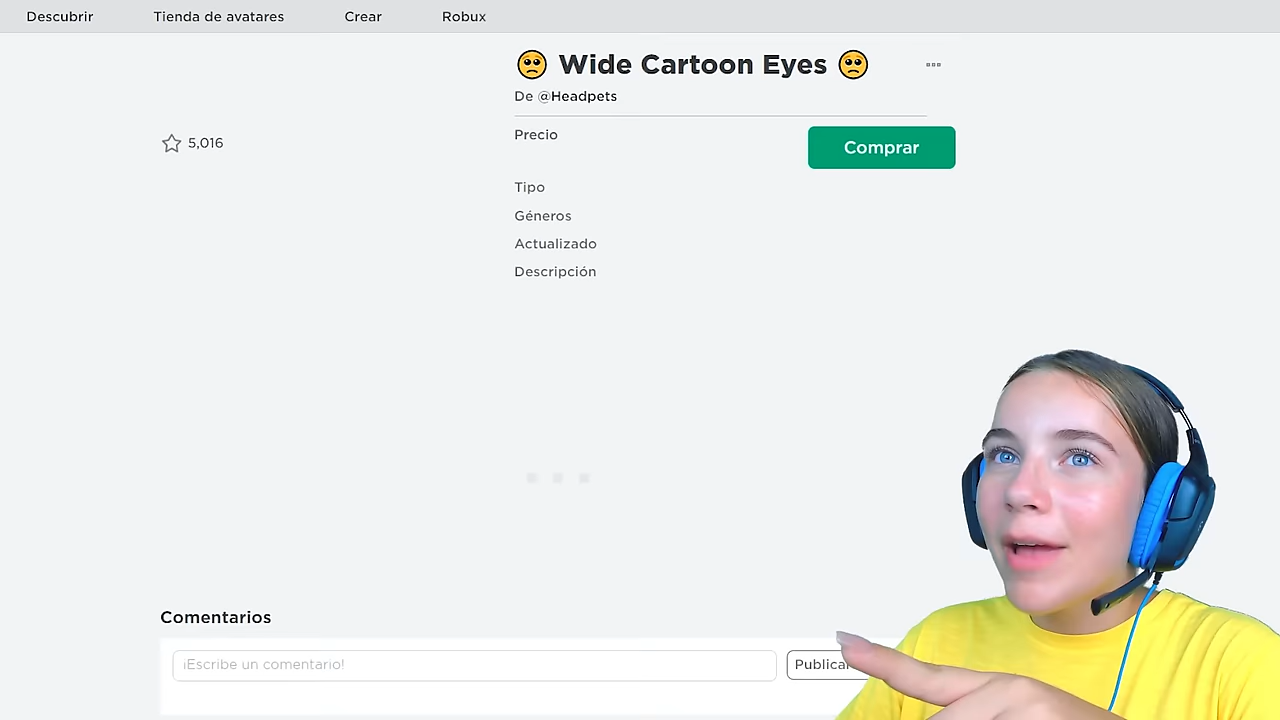 Descubrir Tienda de avatares Crear Robux
🥺 Wide Cartoon Eyes 🥺
De @Headpets
5,016
Precio
Comprar
Tipo
Géneros
Actualizado
Descripción
Comentarios
¡Escribe un comentario!
Publicar